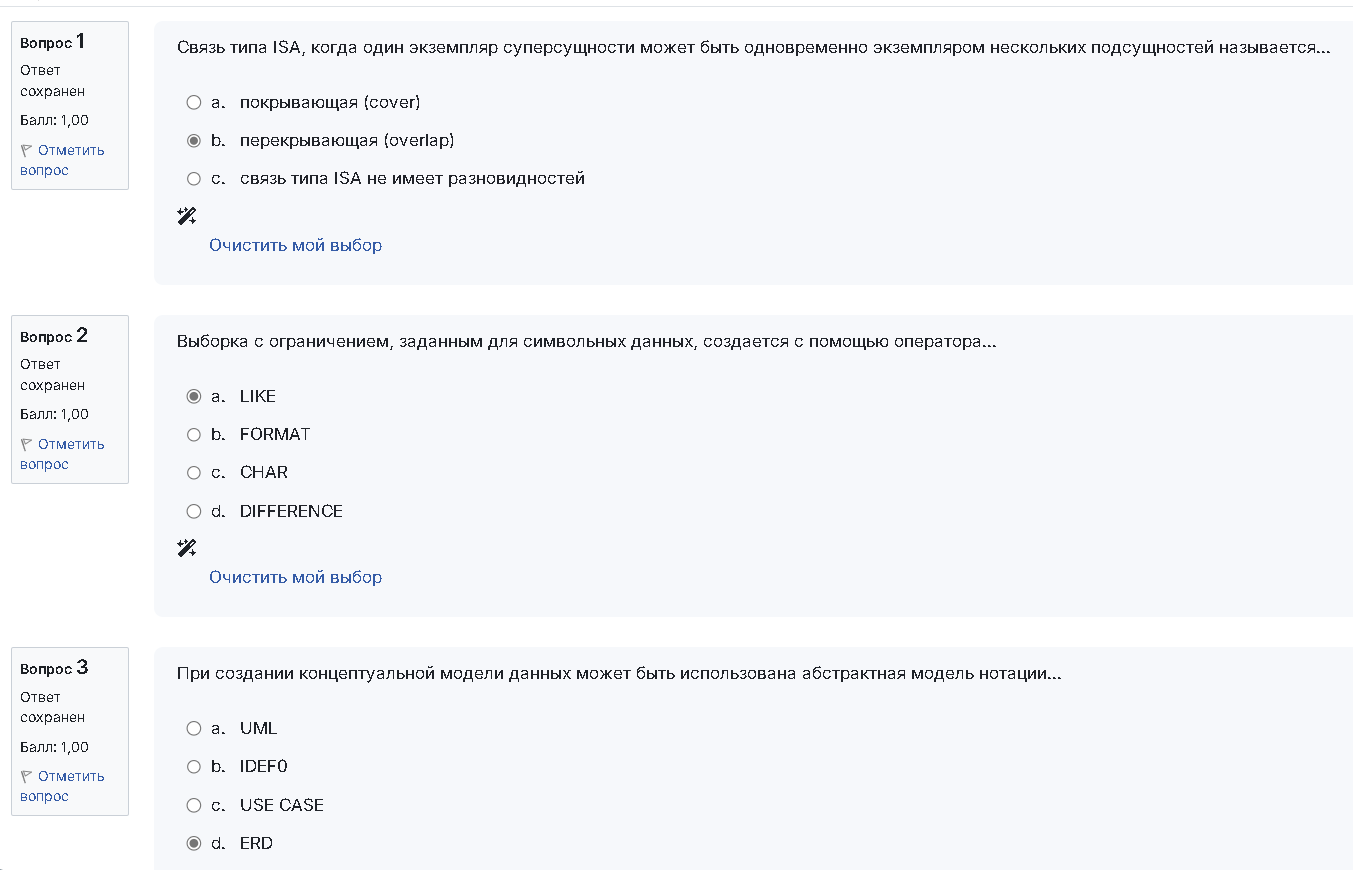 Вопрос 1
Ответ
сохранен
Балл: 1,00
Отметить
вопрос
Связь типа ISA, когда один экземпляр суперсущности может быть одновременно экземпляром нескольких подсущностей называется...
a. покрывающая (cover)
b. перекрывающая (overlap)
c. связь типа ISA не имеет разновидностей
Очистить мой выбор
Вопрос 2
Ответ
сохранен
Балл: 1,00
Отметить
вопрос
Выборка с ограничением, заданным для символьных данных, создается с помощью оператора...
a. LIKE
b. FORMAT
c. CHAR
d. DIFFERENCE
Очистить мой выбор
Вопрос 3
Ответ
сохранен
Балл: 1,00
Отметить
вопрос
При создании концептуальной модели данных может быть использована абстрактная модель нотации...
a. UML
b. IDEF0
c. USE CASE
d. ERD